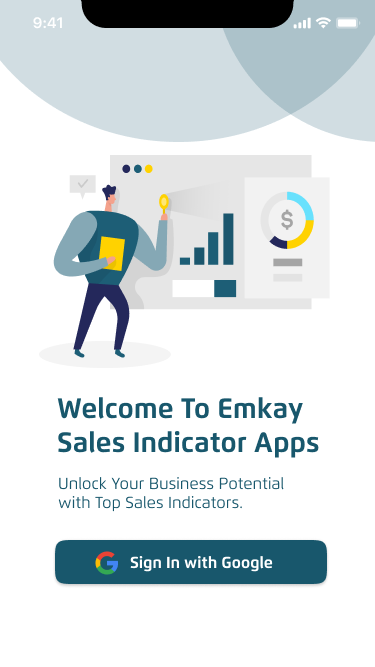 9:41
$
Welcome To Emkay
Sales Indicator Apps
Unlock Your Business Potential
with Top Sales Indicators.
Sign In with Google